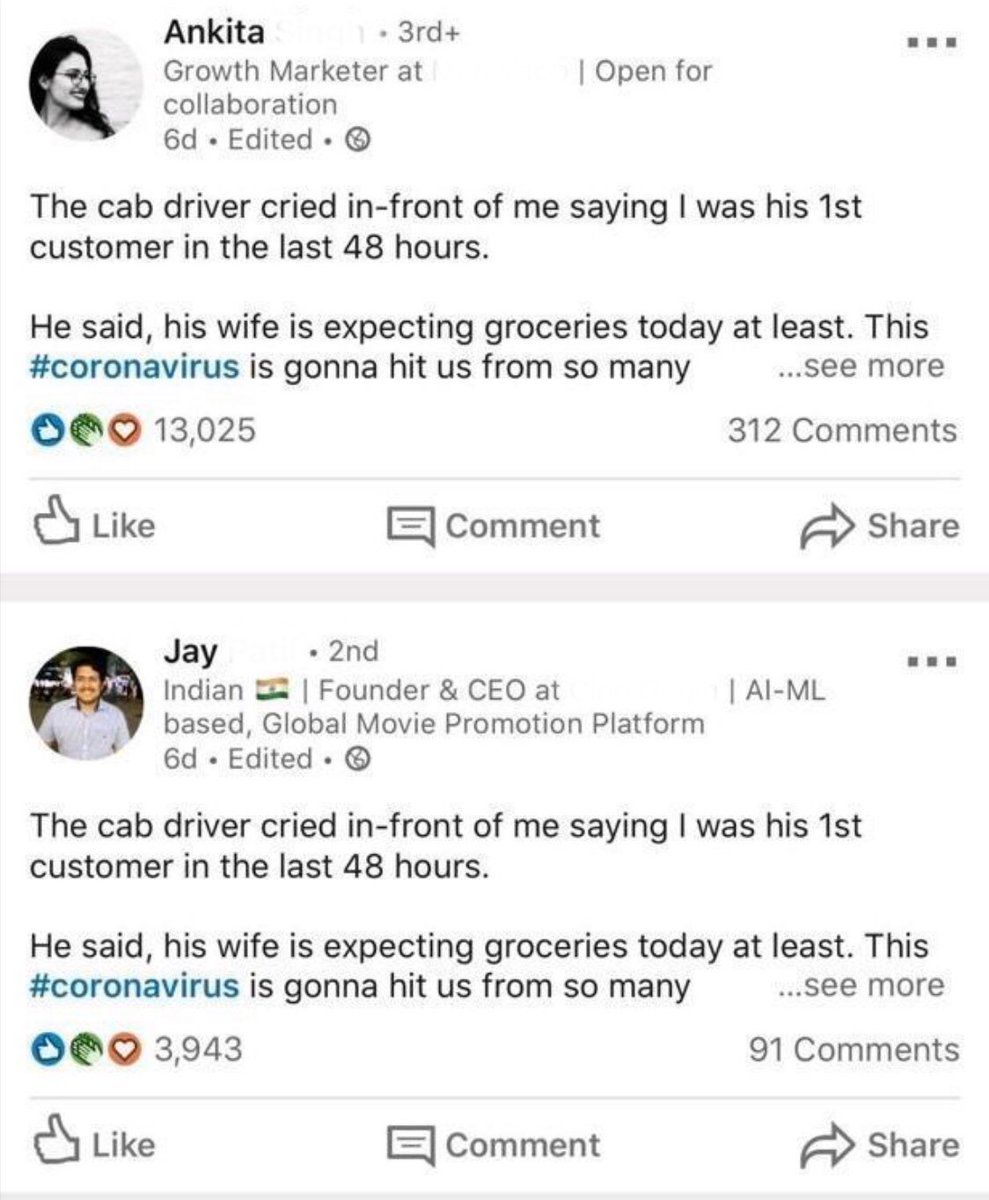 Ankita • 3rd+
Growth Marketer at | Open for
collaboration
6d • Edited •
The cab driver cried in-front of me saying I was his 1st
customer in the last 48 hours.
He said, his wife is expecting groceries today at least. This
#coronavirus is gonna hit us from so many ...see more
13,025 312 Comments
Like Comment Share
Jay • 2nd
Indian 🇮🇳 | Founder & CEO at | AI-ML
based, Global Movie Promotion Platform
6d • Edited •
The cab driver cried in-front of me saying I was his 1st
customer in the last 48 hours.
He said, his wife is expecting groceries today at least. This
#coronavirus is gonna hit us from so many ...see more
3,943 91 Comments
Like Comment Share